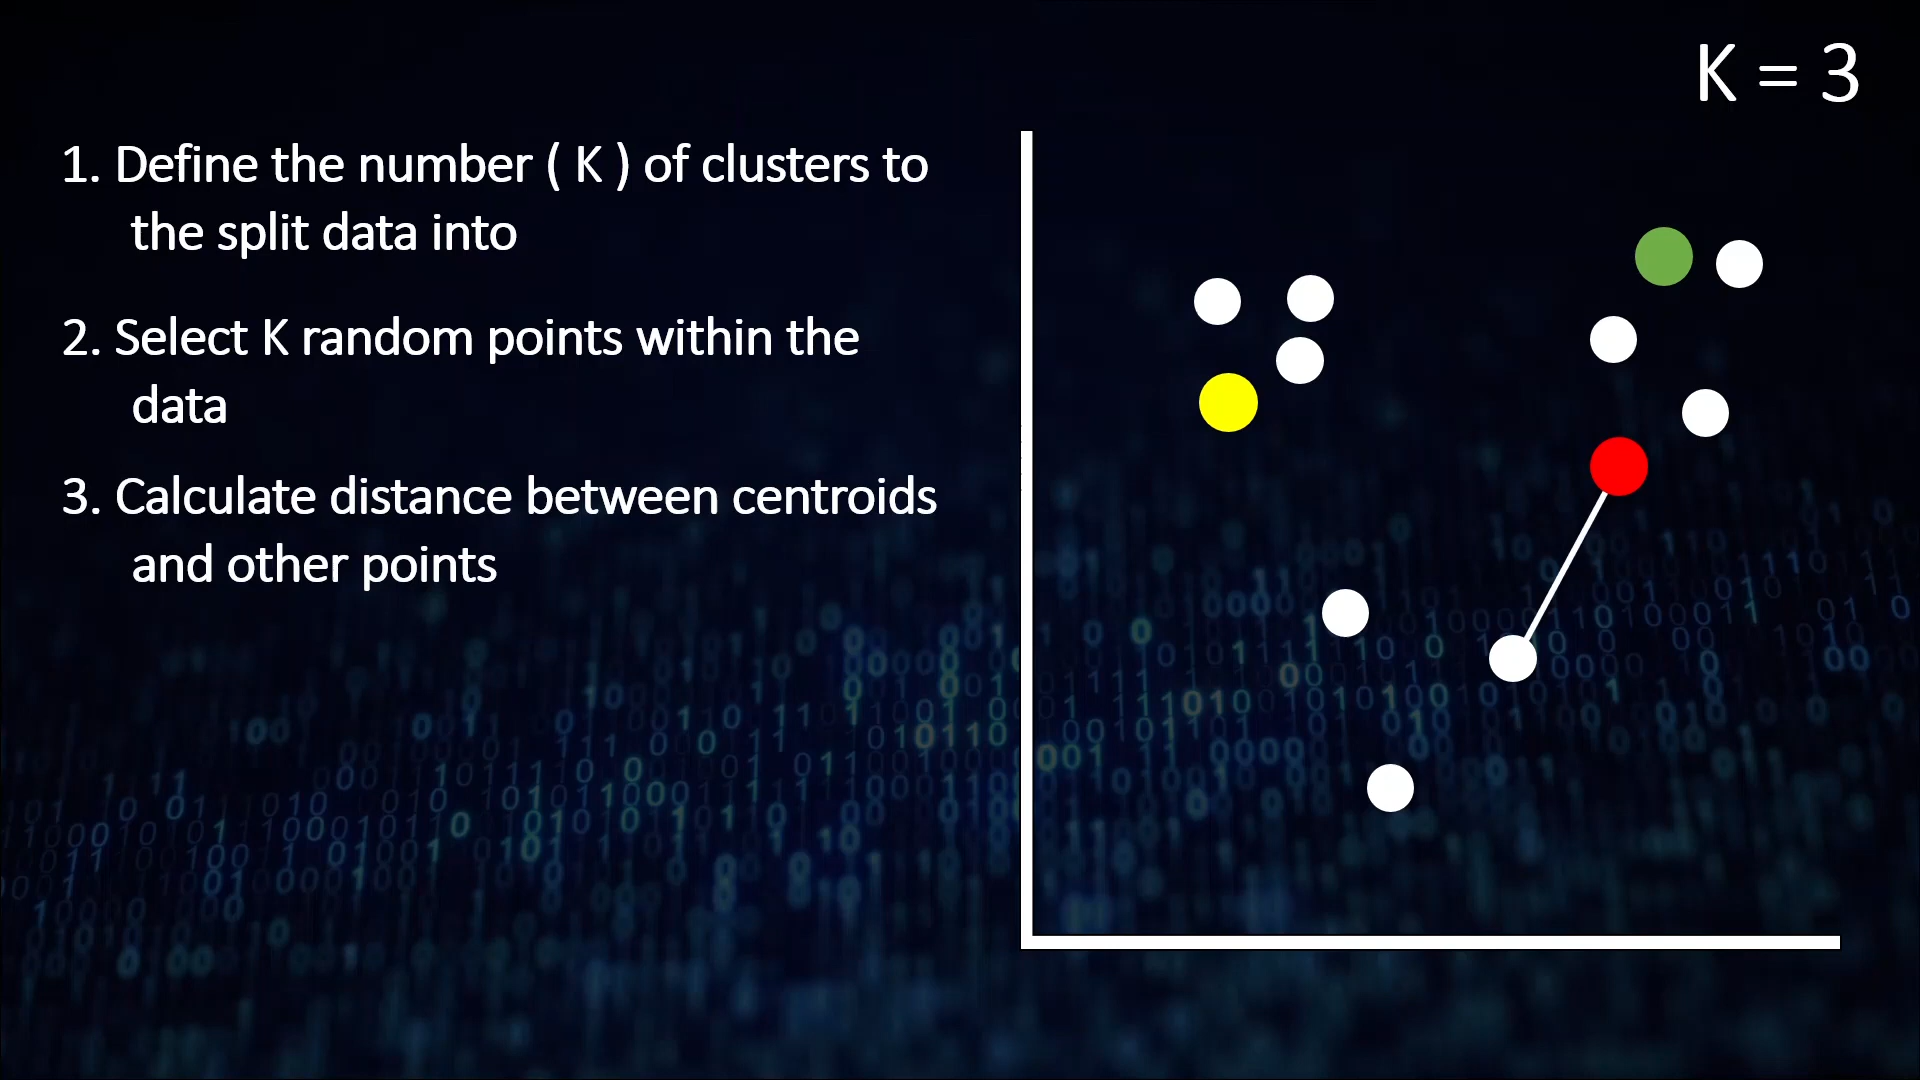 K = 3
1. Define the number ( K ) of clusters to
the split data into
2. Select K random points within the
data
3. Calculate distance between centroids
and other points